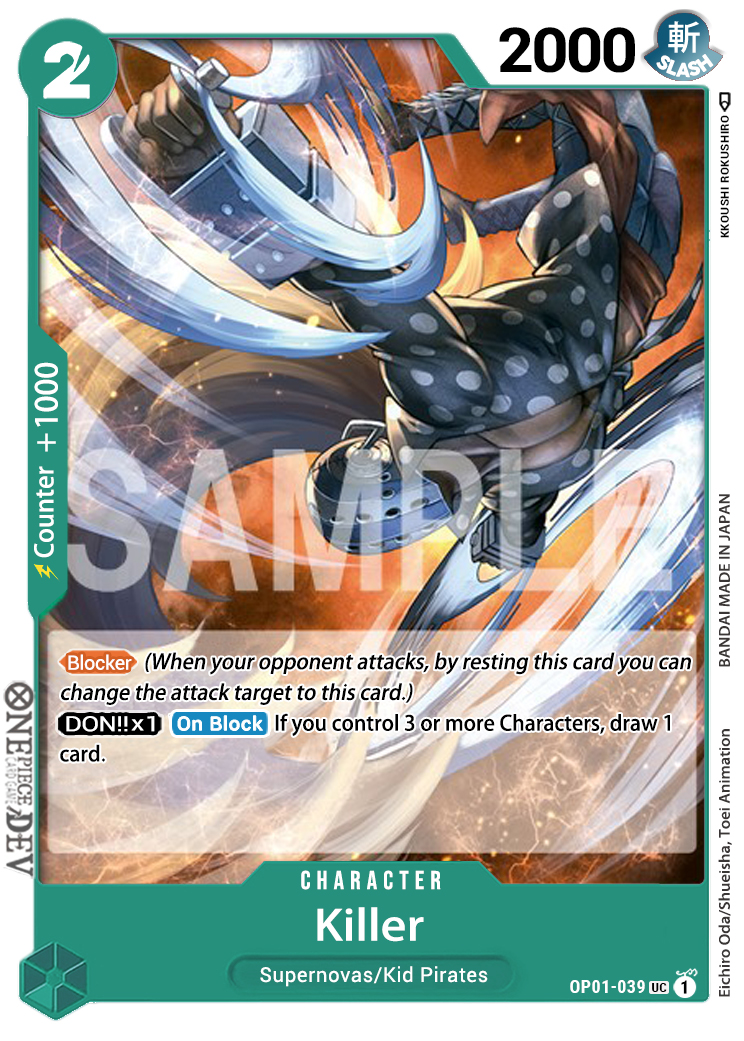 2
2000
斬
SLASH
KKOUSHI ROKUSHIRO
Counter +1000
SAMPLE
Blocker (When your opponent attacks, by resting this card you can
change the attack target to this card.)
DON!!x1 On Block If you control 3 or more Characters, draw 1
card.
BANDAI MADE IN JAPAN
ONE PIECE
CARD GAME
DEV
Eichiro Oda/Shueisha, Toei Animation
CHARACTER
Killer
Supernovas/Kid Pirates
OP01-039 UC 1